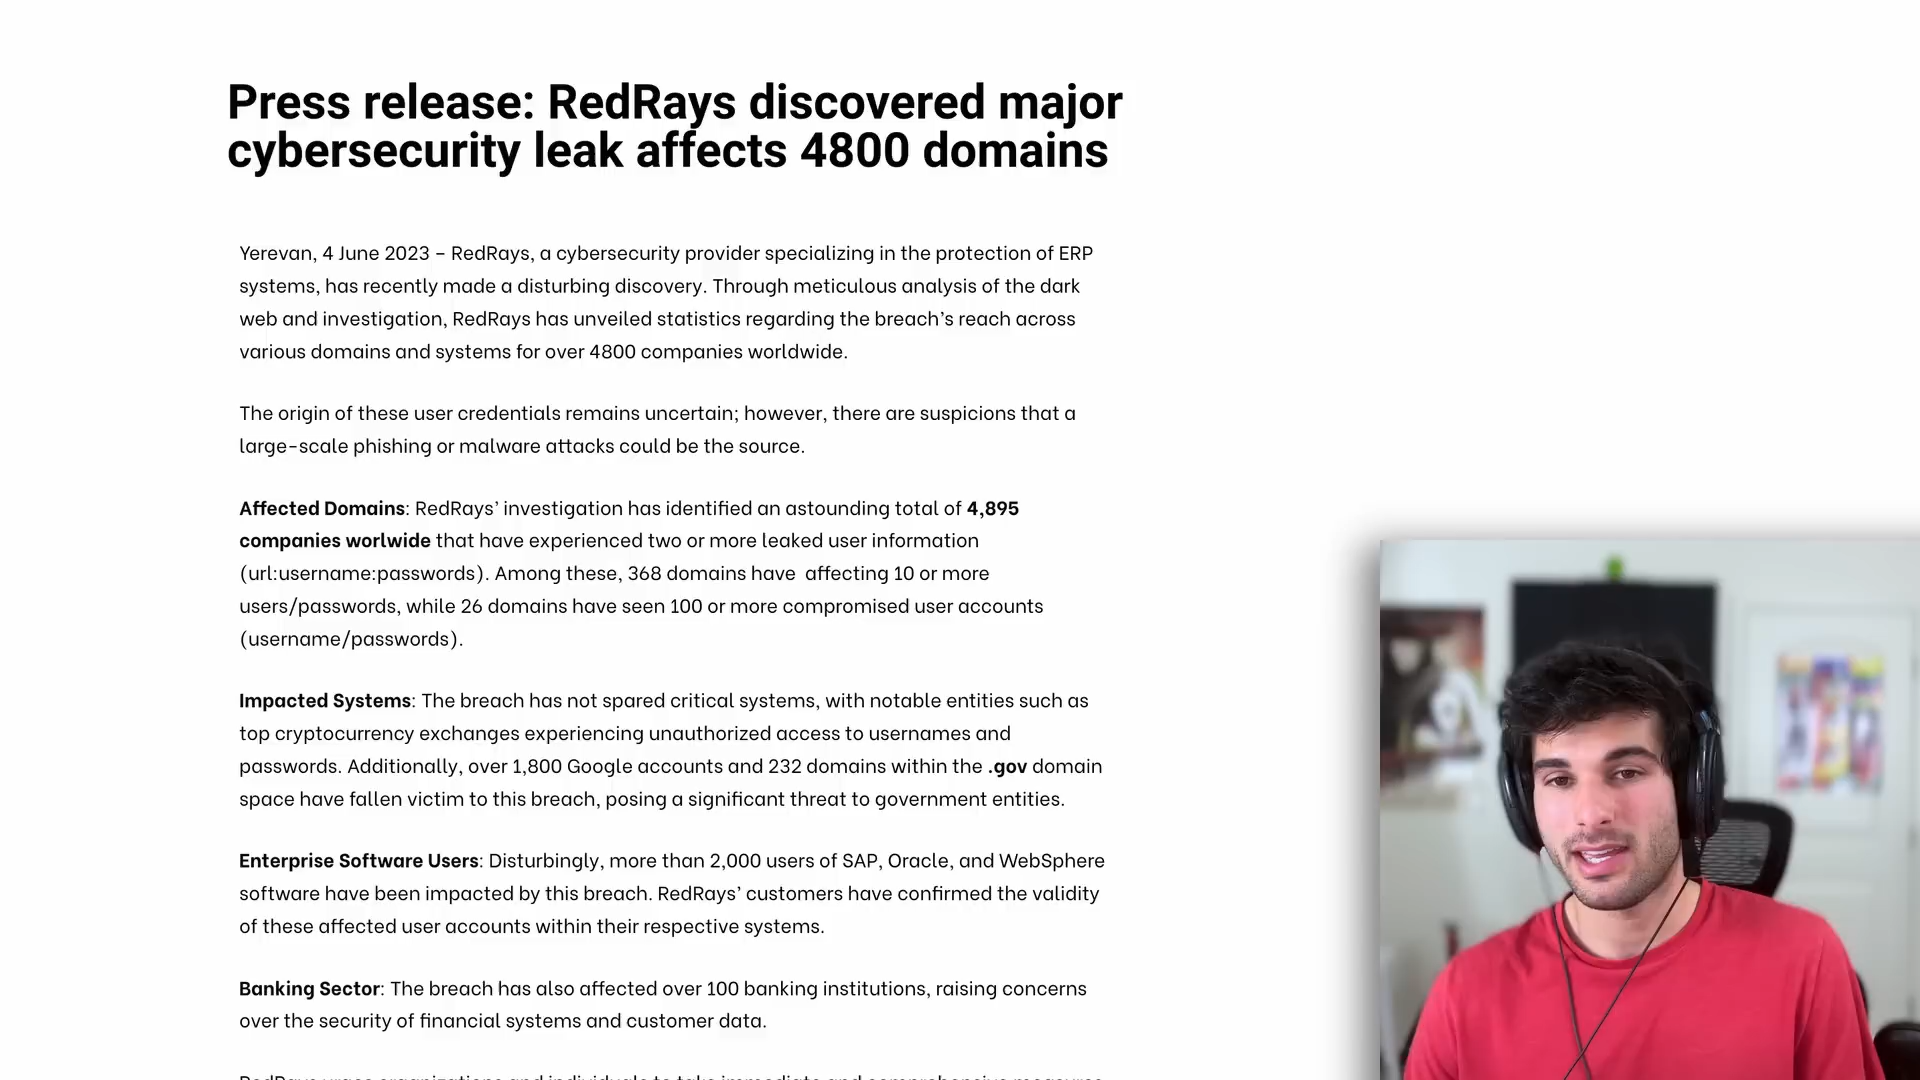 Press release: RedRays discovered major
cybersecurity leak affects 4800 domains
Yerevan, 4 June 2023 – RedRays, a cybersecurity provider specializing in the protection of ERP
systems, has recently made a disturbing discovery. Through meticulous analysis of the dark
web and investigation, RedRays has unveiled statistics regarding the breach’s reach across
various domains and systems for over 4800 companies worldwide.
The origin of these user credentials remains uncertain; however, there are suspicions that a
large-scale phishing or malware attacks could be the source.
Affected Domains: RedRays’ investigation has identified an astounding total of 4,895
companies worlwide that have experienced two or more leaked user information
(url:username:passwords). Among these, 368 domains have  affecting 10 or more
users/passwords, while 26 domains have seen 100 or more compromised user accounts
(username/passwords).
Impacted Systems: The breach has not spared critical systems, with notable entities such as
top cryptocurrency exchanges experiencing unauthorized access to usernames and
passwords. Additionally, over 1,800 Google accounts and 232 domains within the .gov domain
space have fallen victim to this breach, posing a significant threat to government entities.
Enterprise Software Users: Disturbingly, more than 2,000 users of SAP, Oracle, and WebSphere
software have been impacted by this breach. RedRays’ customers have confirmed the validity
of these affected user accounts within their respective systems.
Banking Sector: The breach has also affected over 100 banking institutions, raising concerns
over the security of financial systems and customer data.
RedRays urges organizations and individuals to take immediate and comprehensive measures